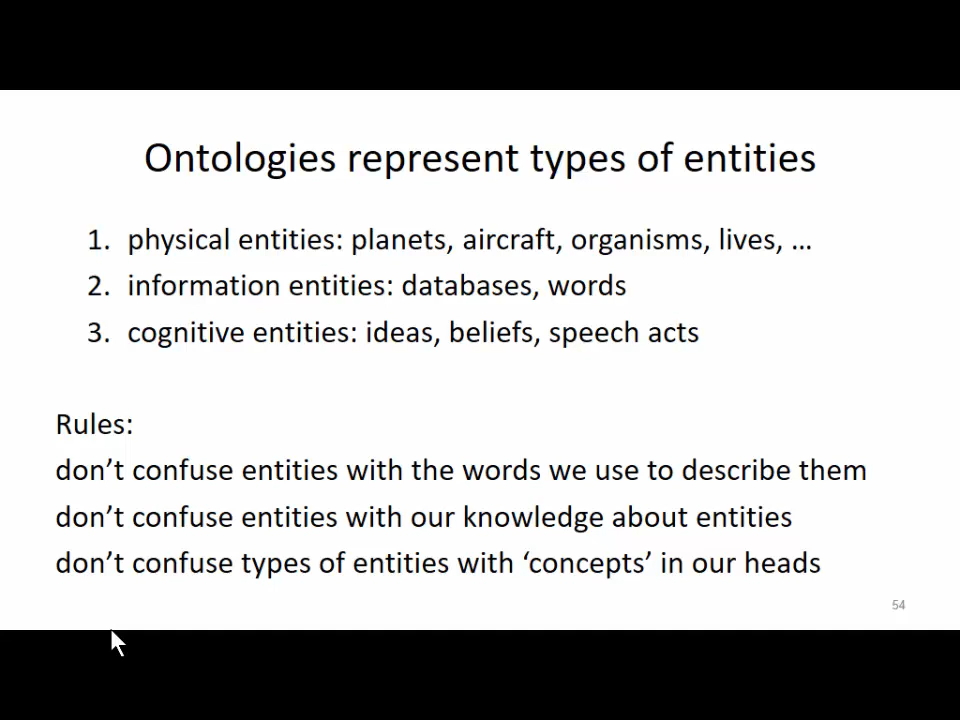 Ontologies represent types of entities
1. physical entities: planets, aircraft, organisms, lives, …
2. information entities: databases, words
3. cognitive entities: ideas, beliefs, speech acts
Rules:
don’t confuse entities with the words we use to describe them
don’t confuse entities with our knowledge about entities
don’t confuse types of entities with ‘concepts’ in our heads
54